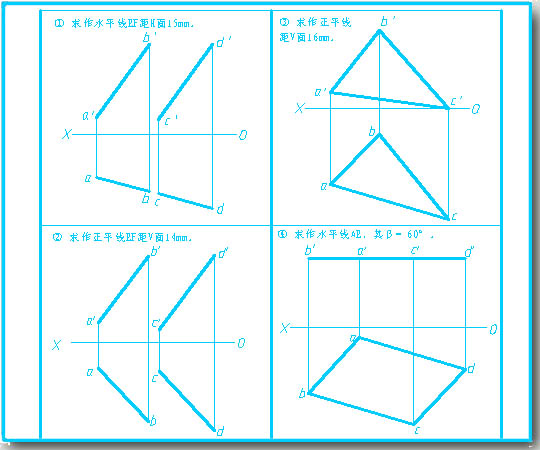 ① 求作水平线EF距H面15mm.
b' d'
a' c'
X O
a b c d
② 求作正平线EF距V面14mm.
b' d'
a' c'
X O
a c
b d
③ 求作正平线
距V面16mm.
b'
a' c'
X O
b
a
c
④ 求作水平线AE, 其β=60°.
b' a' c' d'
X O
a
d
b
c